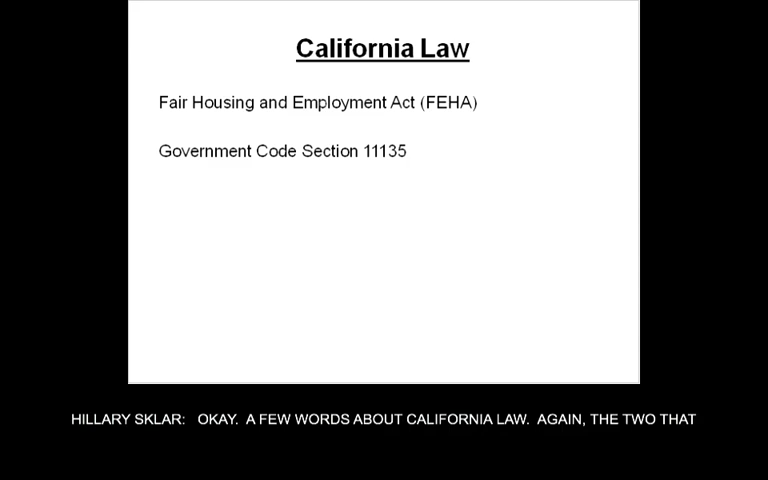 California Law
Fair Housing and Employment Act (FEHA)
Government Code Section 11135
HILLARY SKLAR: OKAY. A FEW WORDS ABOUT CALIFORNIA LAW. AGAIN, THE TWO THAT